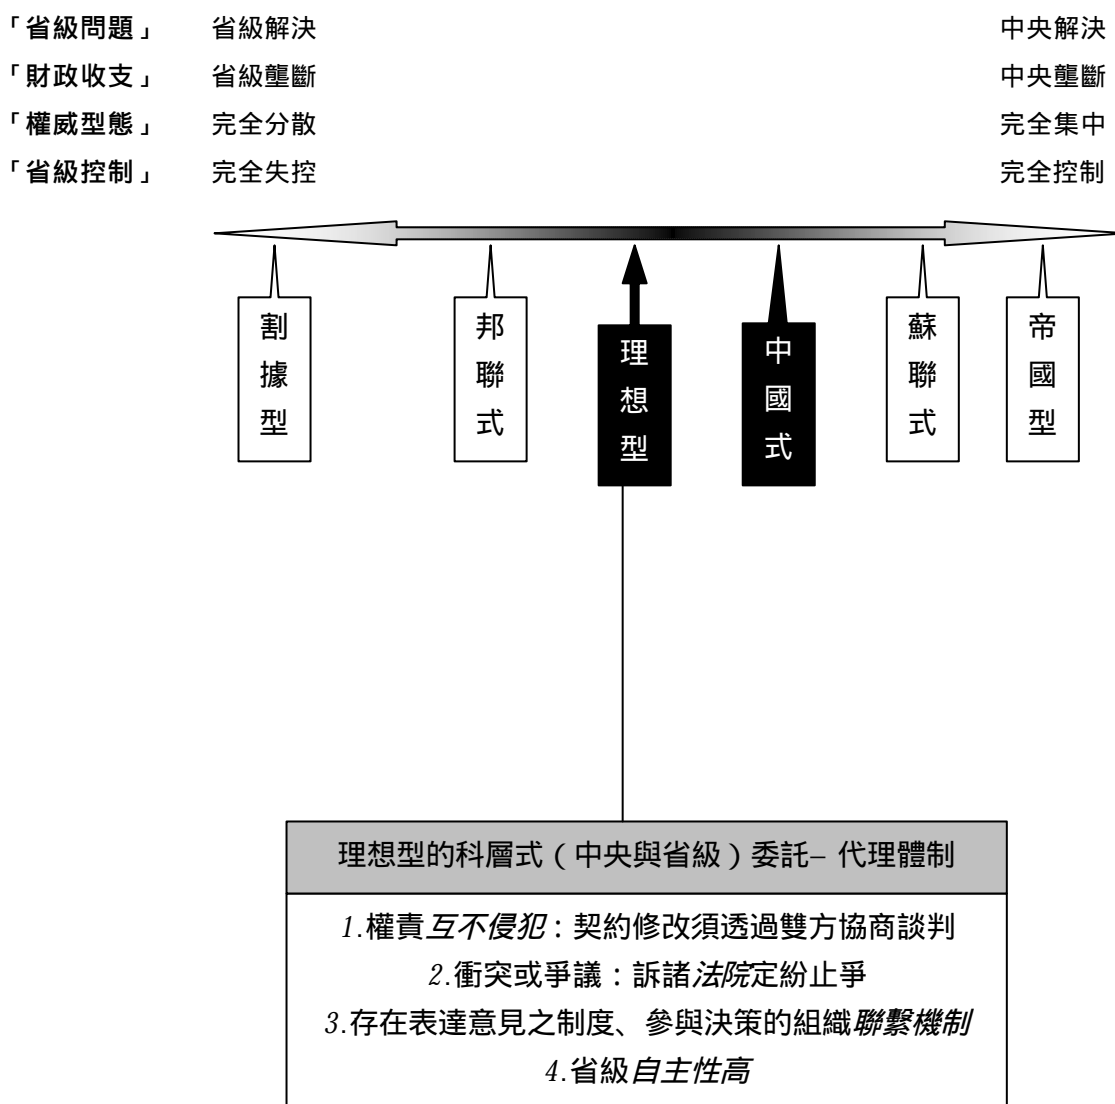 「省級問題」 省級解決 中央解決
「財政收支」 省級壟斷 中央壟斷
「權威型態」 完全分散 完全集中
「省級控制」 完全失控 完全控制
割據型
邦聯式
理想型
中國式
蘇聯式
帝國型
理想型的科層式（中央與省級）委託–代理體制
1.權責互不侵犯：契約修改須透過雙方協商談判
2.衝突或爭議：訴諸法院定紛止爭
3.存在表達意見之制度、參與決策的組織聯繫機制
4.省級自主性高